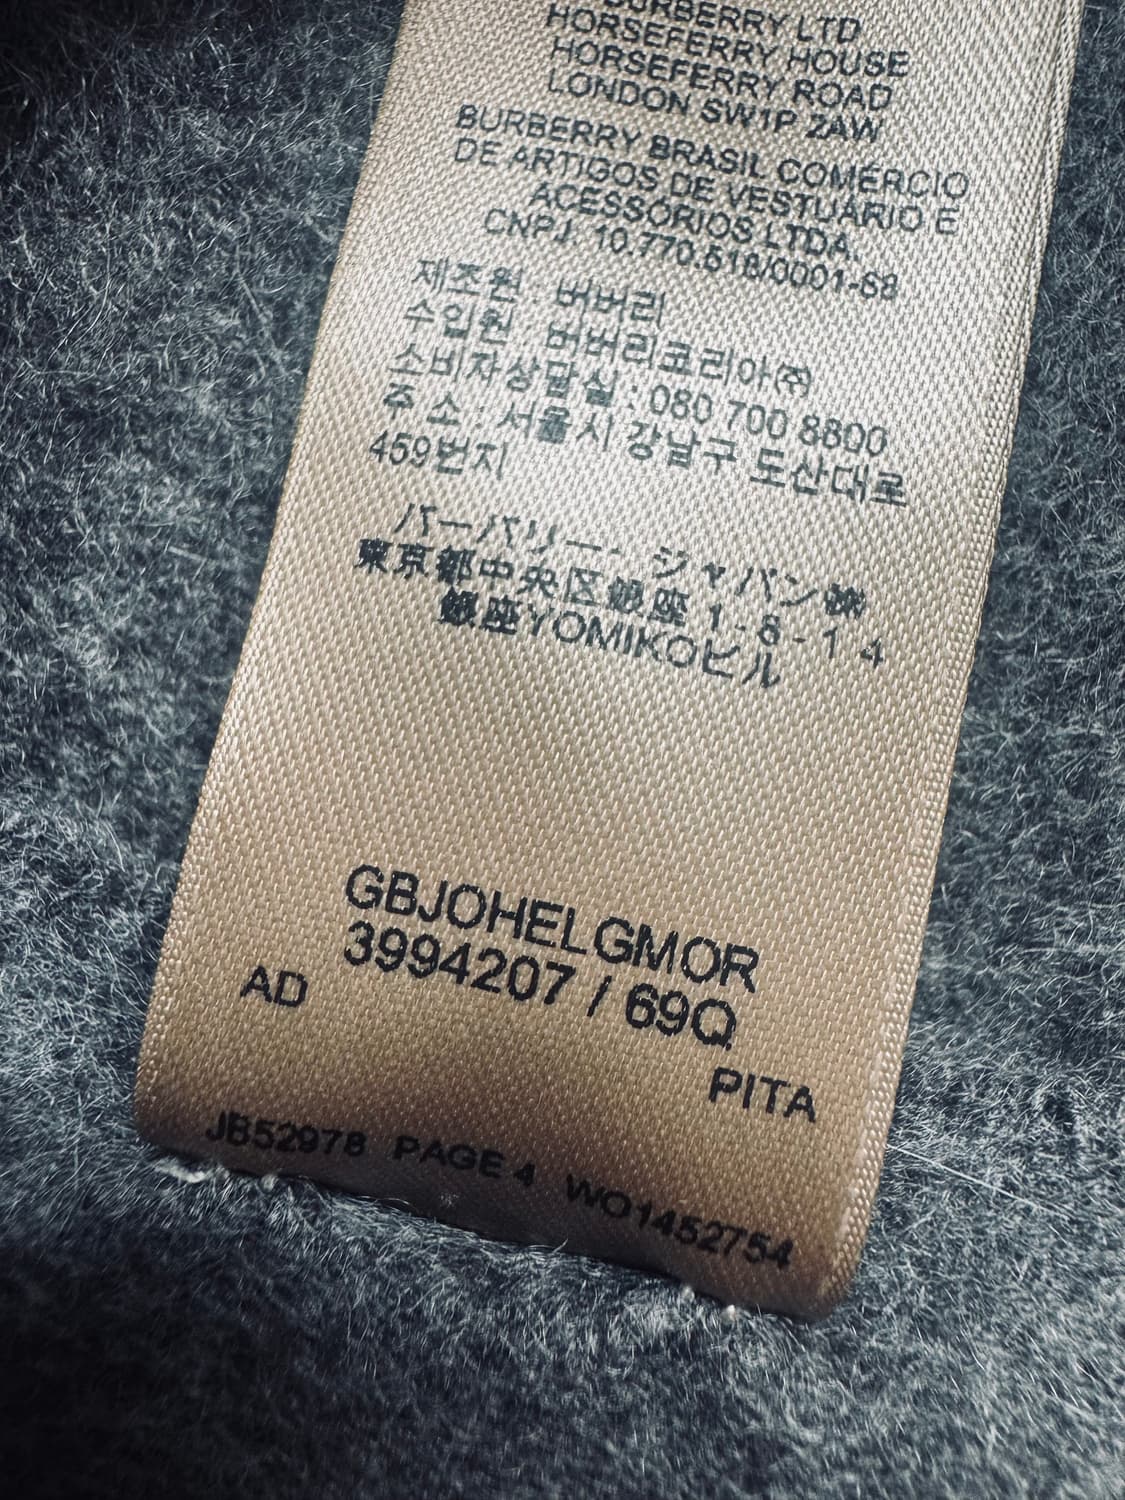 BURBERRY LTD
HORSEFERRY HOUSE
HORSEFERRY ROAD
LONDON SW1P 2AW
BURBERRY BRASIL COMÉRCIO
DE ARTIGOS DE VESTUÁRIO E
ACESSÓRIOS LTDA.
CNPJ: 10.770.518/0001-68
제조원 : 버버리
수입원 : 버버리코리아㈜
소비자상담실 : 080 700 8800
주 소 : 서울시 강남구 도산대로
459번지
バーバリー・ジャパン㈱
東京都中央区銀座 1 - 8 - 1 4
銀座YOMIKOビル
GBJOHELGMOR
3994207 / 69Q
AD
PITA
JB52978 PAGE 4 WO1452754